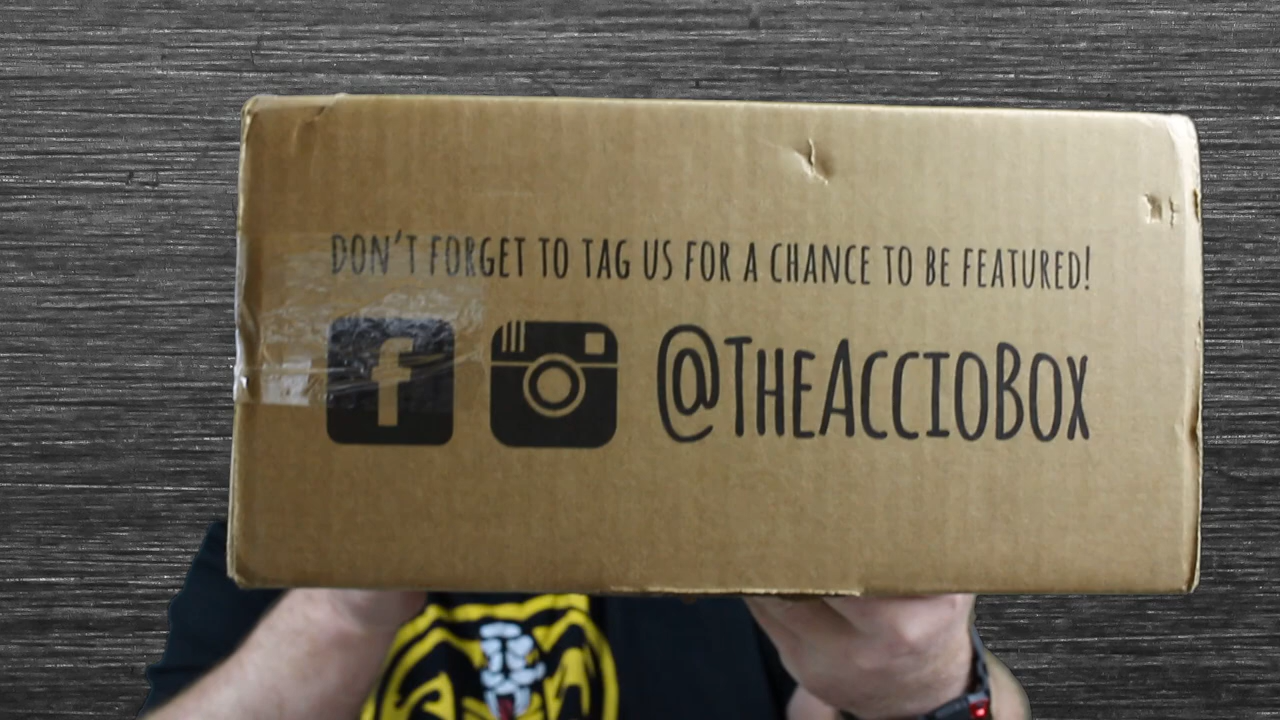 DON'T FORGET TO TAG US FOR A CHANCE TO BE FEATURED!
f @THEACCIOBOX